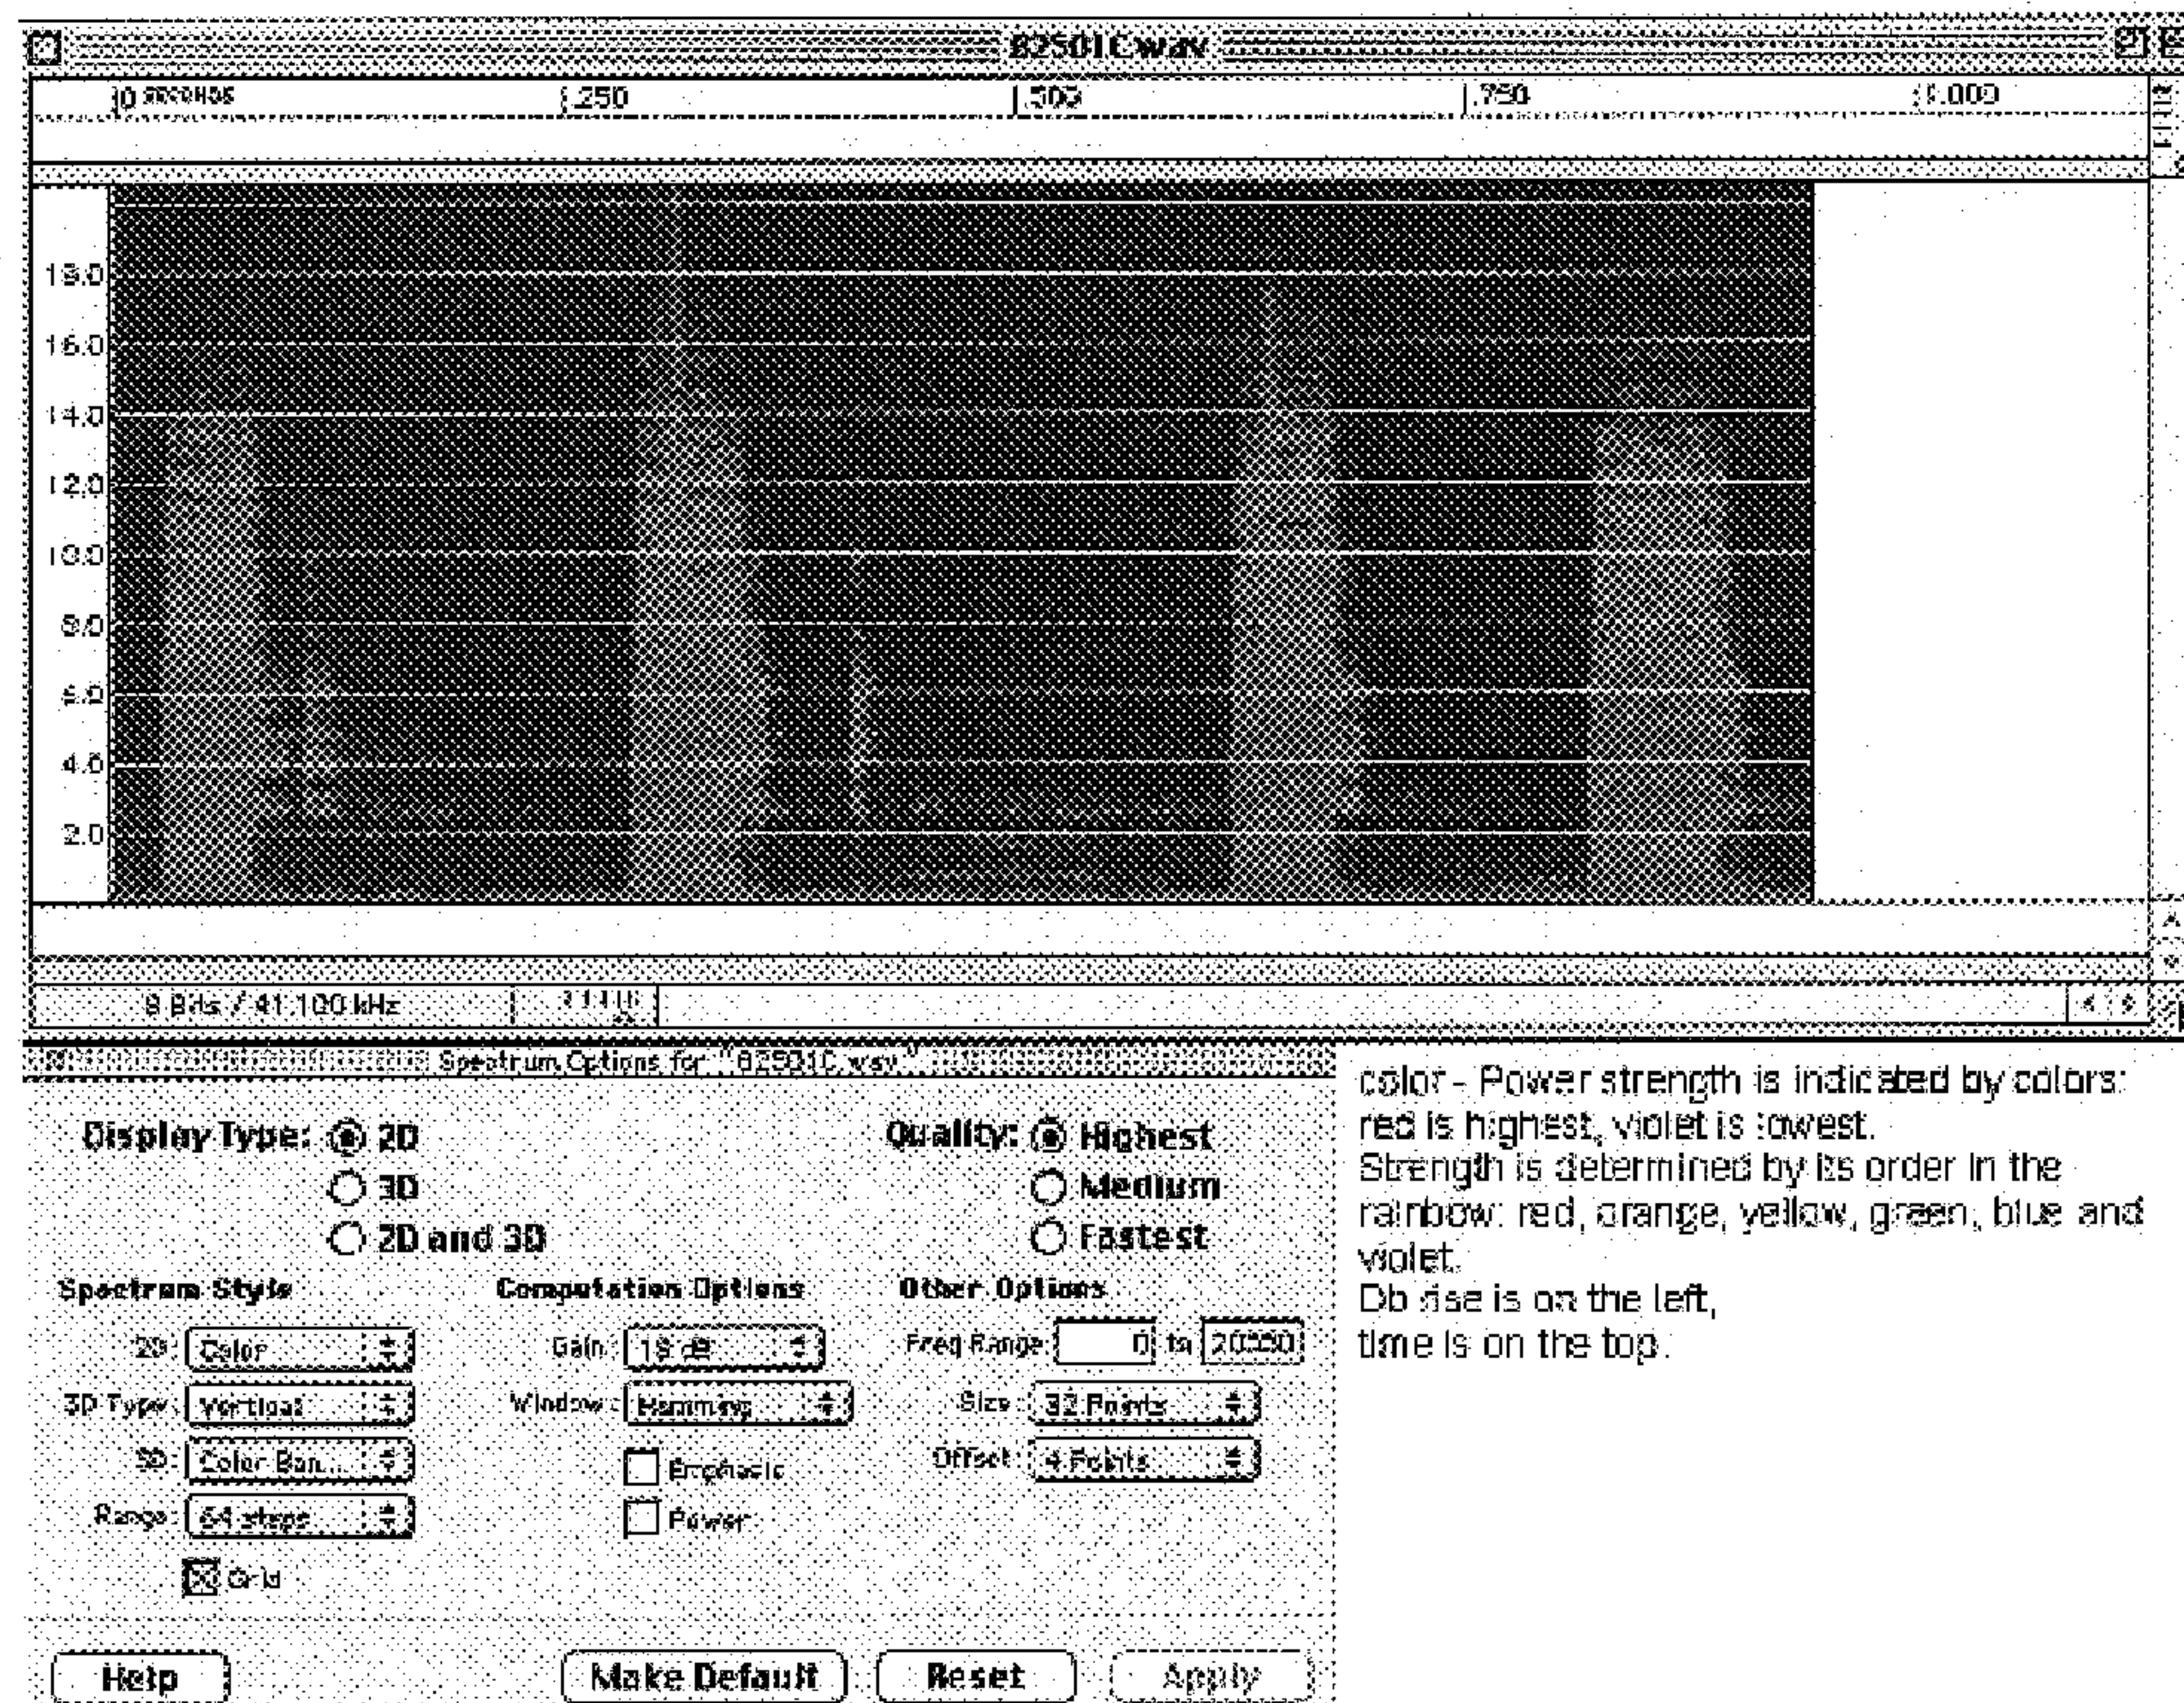 82501C.wav
0 seconds .250 .500 .750 1.000
18.0
16.0
14.0
12.0
10.0
8.0
6.0
4.0
2.0
8 Bits / 41.100 kHz
Spectrum Options for "82501C.wav"
Display Type: 2D
3D
2D and 3D
Quality: Highest
Medium
Fastest
Spectrum Style
2D: Color
3D Type: Vertical
3D: Color Ban...
Range: 64 steps
Grid
Computation Options
Gain: 18 dB
Window: Hamming
Emphasis
Power
Other Options
Freq Range: 0 to 20000
Size: 32 Points
Offset: 4 Points
Help Make Default Reset Apply
color - Power strength is indicated by colors:
red is highest, violet is lowest.
Strength is determined by its order in the
rainbow: red, orange, yellow, green, blue and
violet.
Db rise is on the left,
time is on the top.